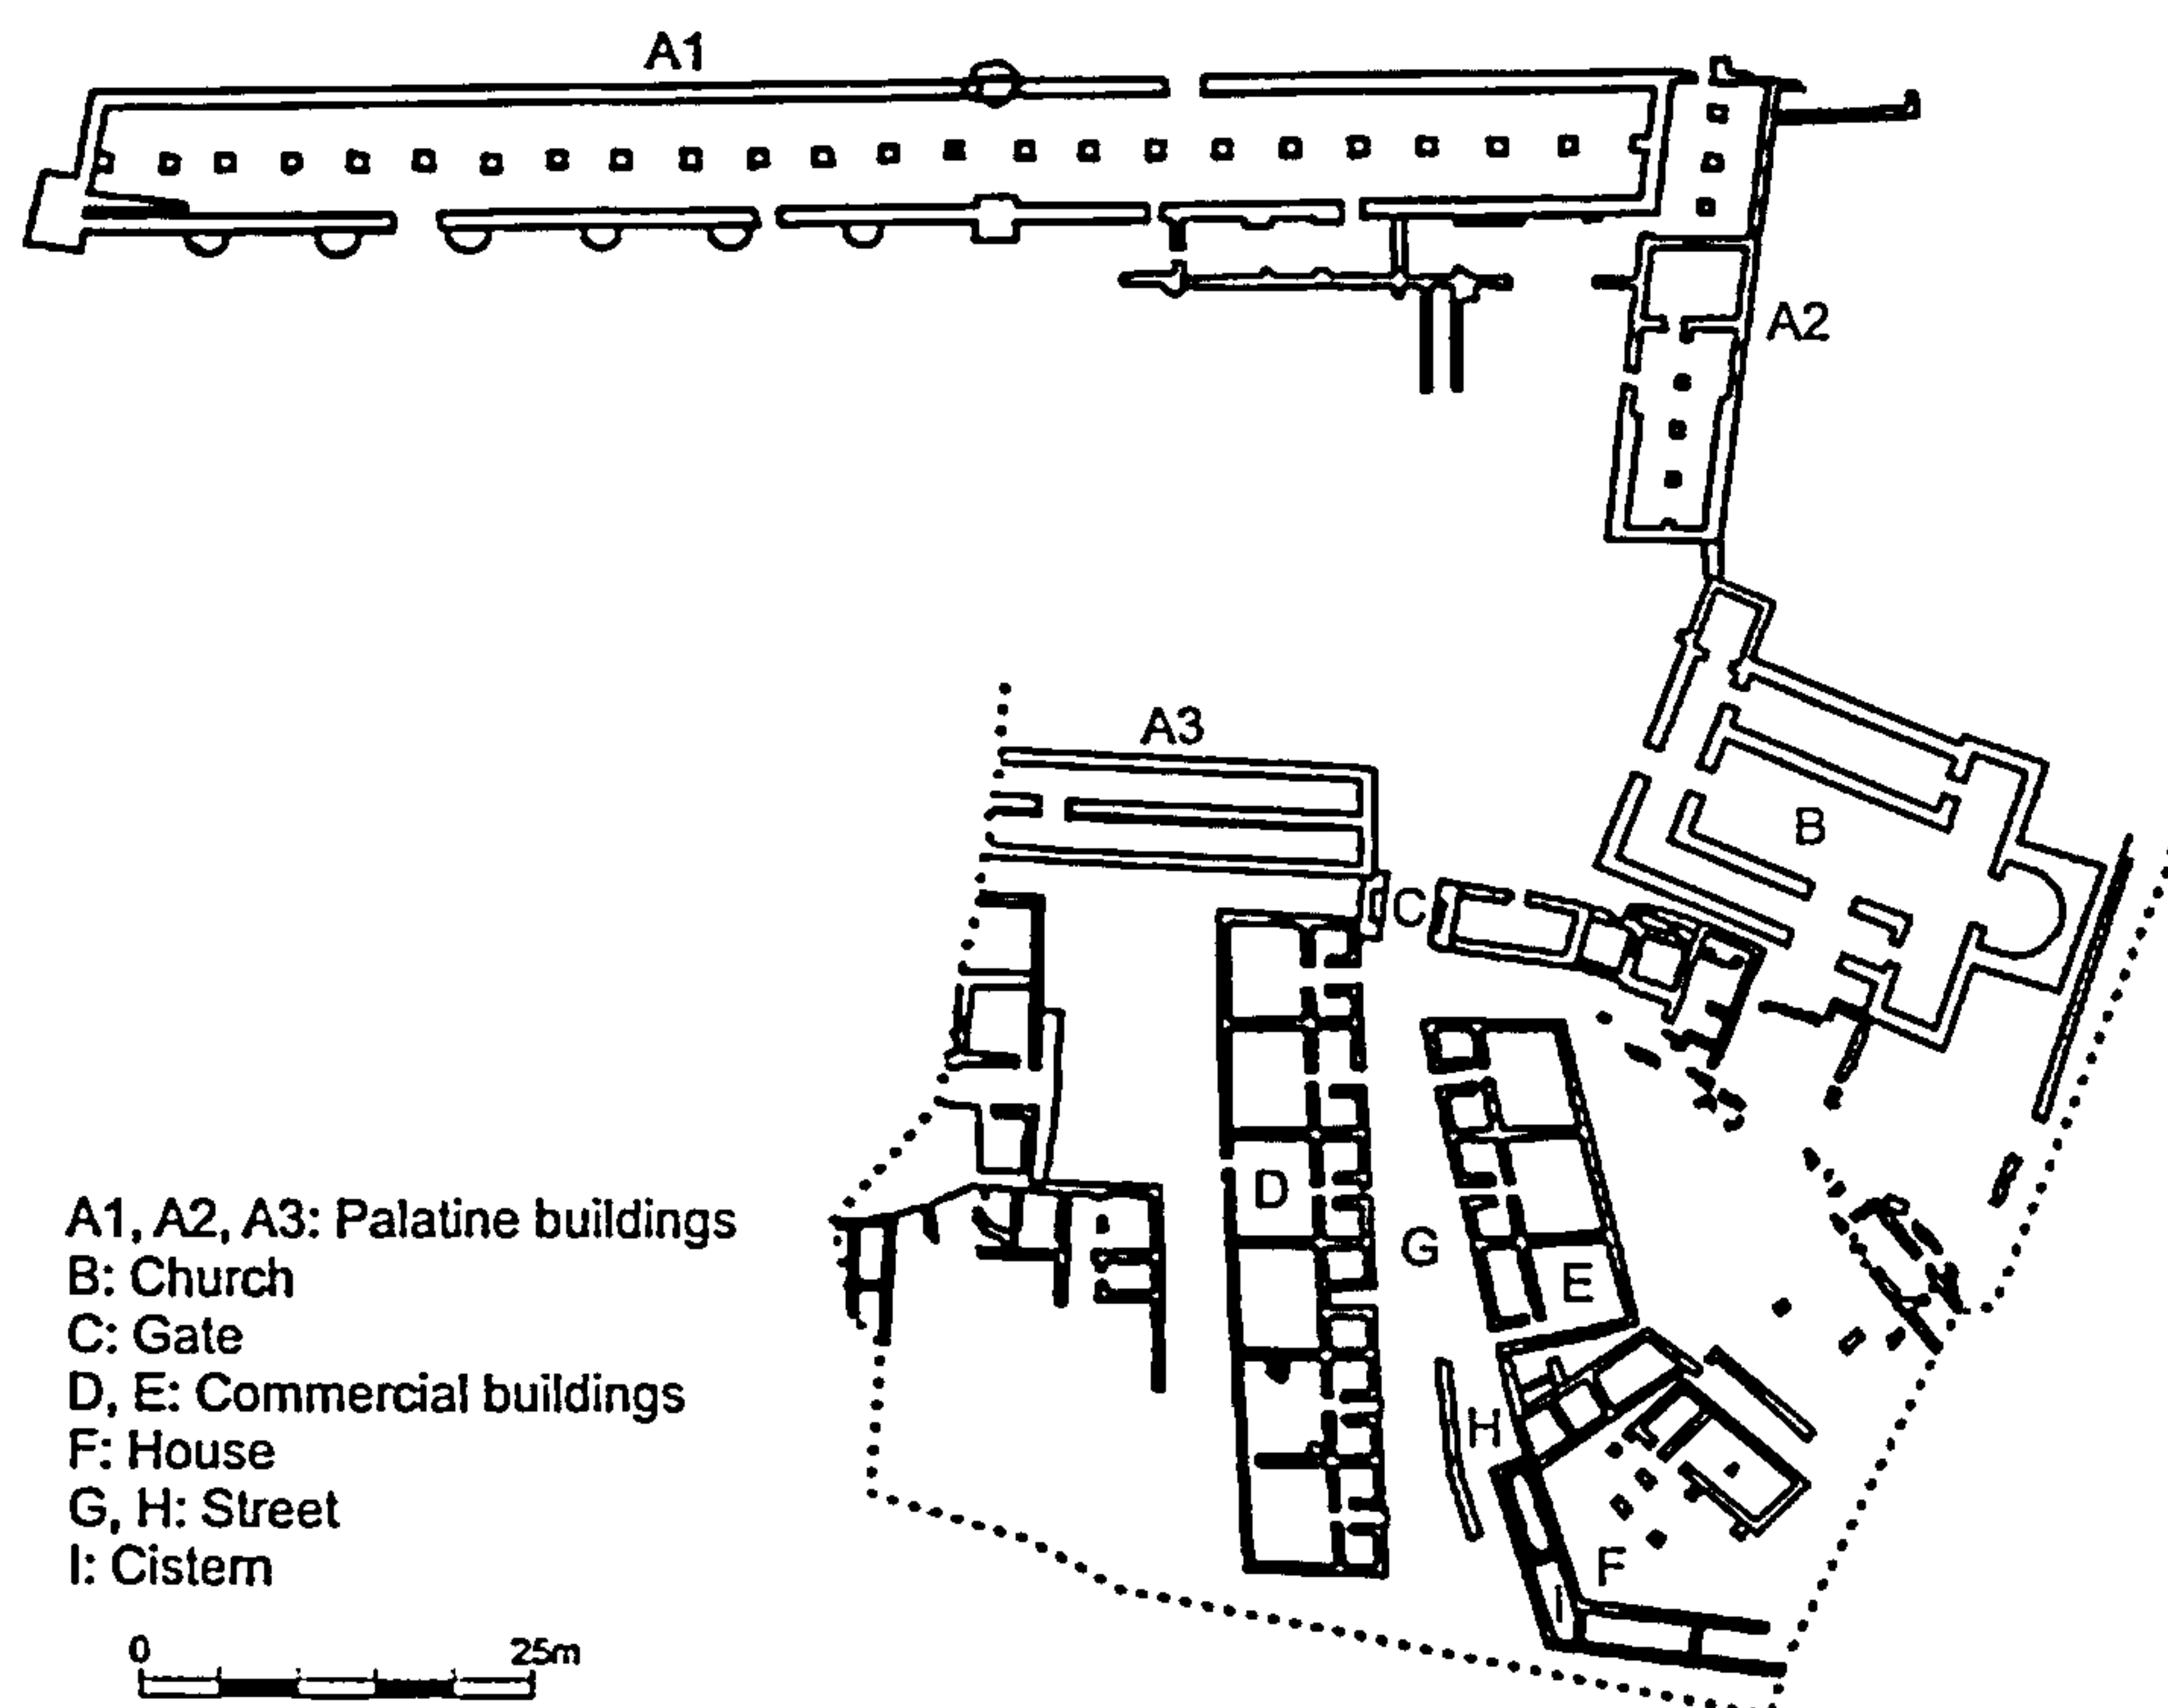 A1
A2
A3
B
C
D
G
E
H
F
I
A1, A2, A3: Palatine buildings
B: Church
C: Gate
D, E: Commercial buildings
F: House
G, H: Street
I: Cistern
0 25m